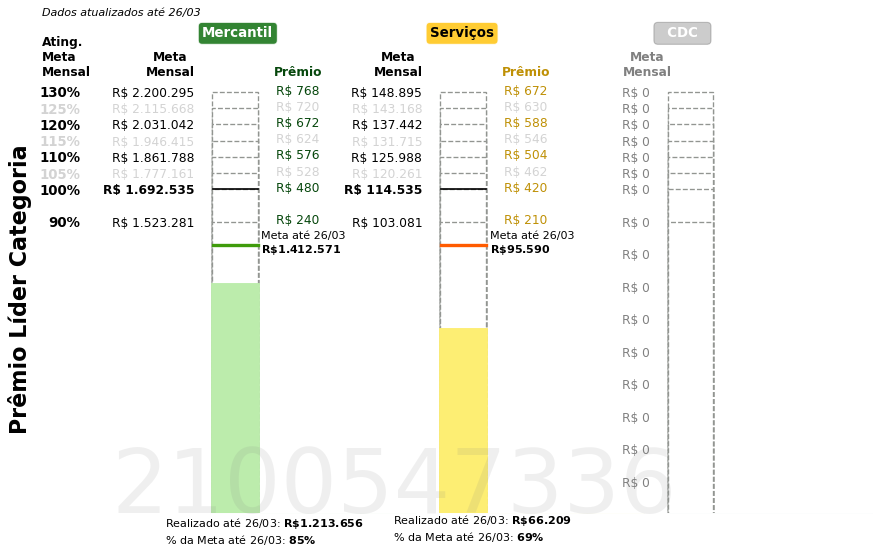 Dados atualizados até 26/03
Mercantil
Serviços
CDC
Ating.
Meta
Mensal
Meta
Mensal
Prêmio
Meta
Mensal
Prêmio
Meta
Mensal
130% R$ 2.200.295 R$ 768 R$ 148.895 R$ 672 R$ 0
125% R$ 2.115.668 R$ 720 R$ 143.168 R$ 630 R$ 0
120% R$ 2.031.042 R$ 672 R$ 137.442 R$ 588 R$ 0
115% R$ 1.946.415 R$ 624 R$ 131.715 R$ 546 R$ 0
110% R$ 1.861.788 R$ 576 R$ 125.988 R$ 504 R$ 0
105% R$ 1.777.161 R$ 528 R$ 120.261 R$ 462 R$ 0
100% R$ 1.692.535 R$ 480 R$ 114.535 R$ 420 R$ 0
90% R$ 1.523.281 R$ 240 R$ 103.081 R$ 210 R$ 0
Meta até 26/03
R$1.412.571
Meta até 26/03
R$95.590
R$ 0
R$ 0
R$ 0
R$ 0
R$ 0
R$ 0
R$ 0
R$ 0
Prêmio Líder Categoria
2100547336
Realizado até 26/03: R$1.213.656
% da Meta até 26/03: 85%
Realizado até 26/03: R$66.209
% da Meta até 26/03: 69%